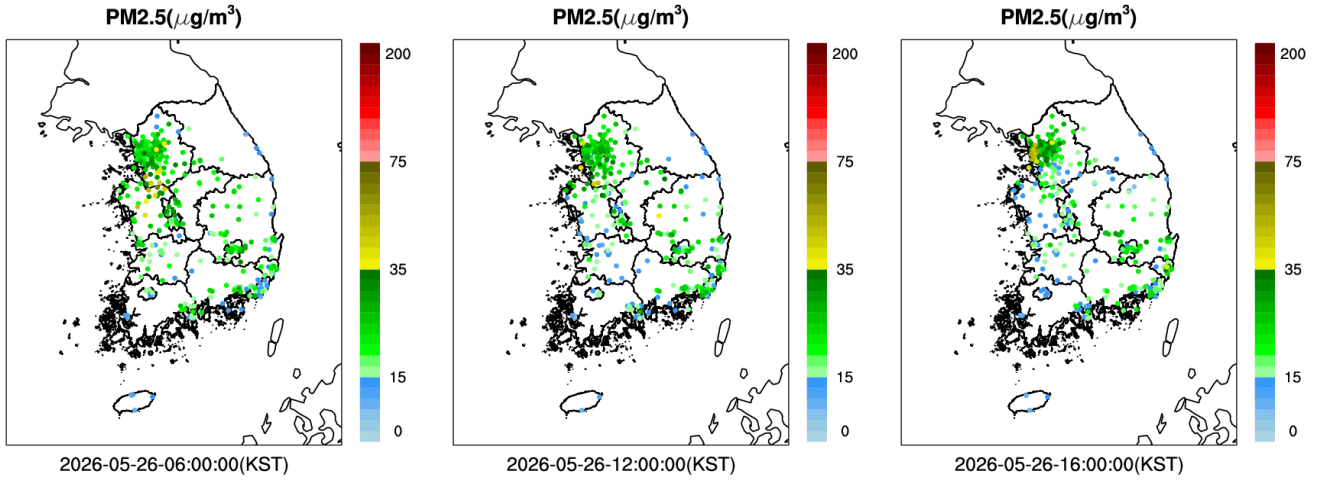 PM2.5(μg/m³) PM2.5(μg/m³) PM2.5(μg/m³)
200 200 200
75 75 75
35 35 35
15 15 15
0 0 0
2026-05-26-06:00:00(KST) 2026-05-26-12:00:00(KST) 2026-05-26-16:00:00(KST)